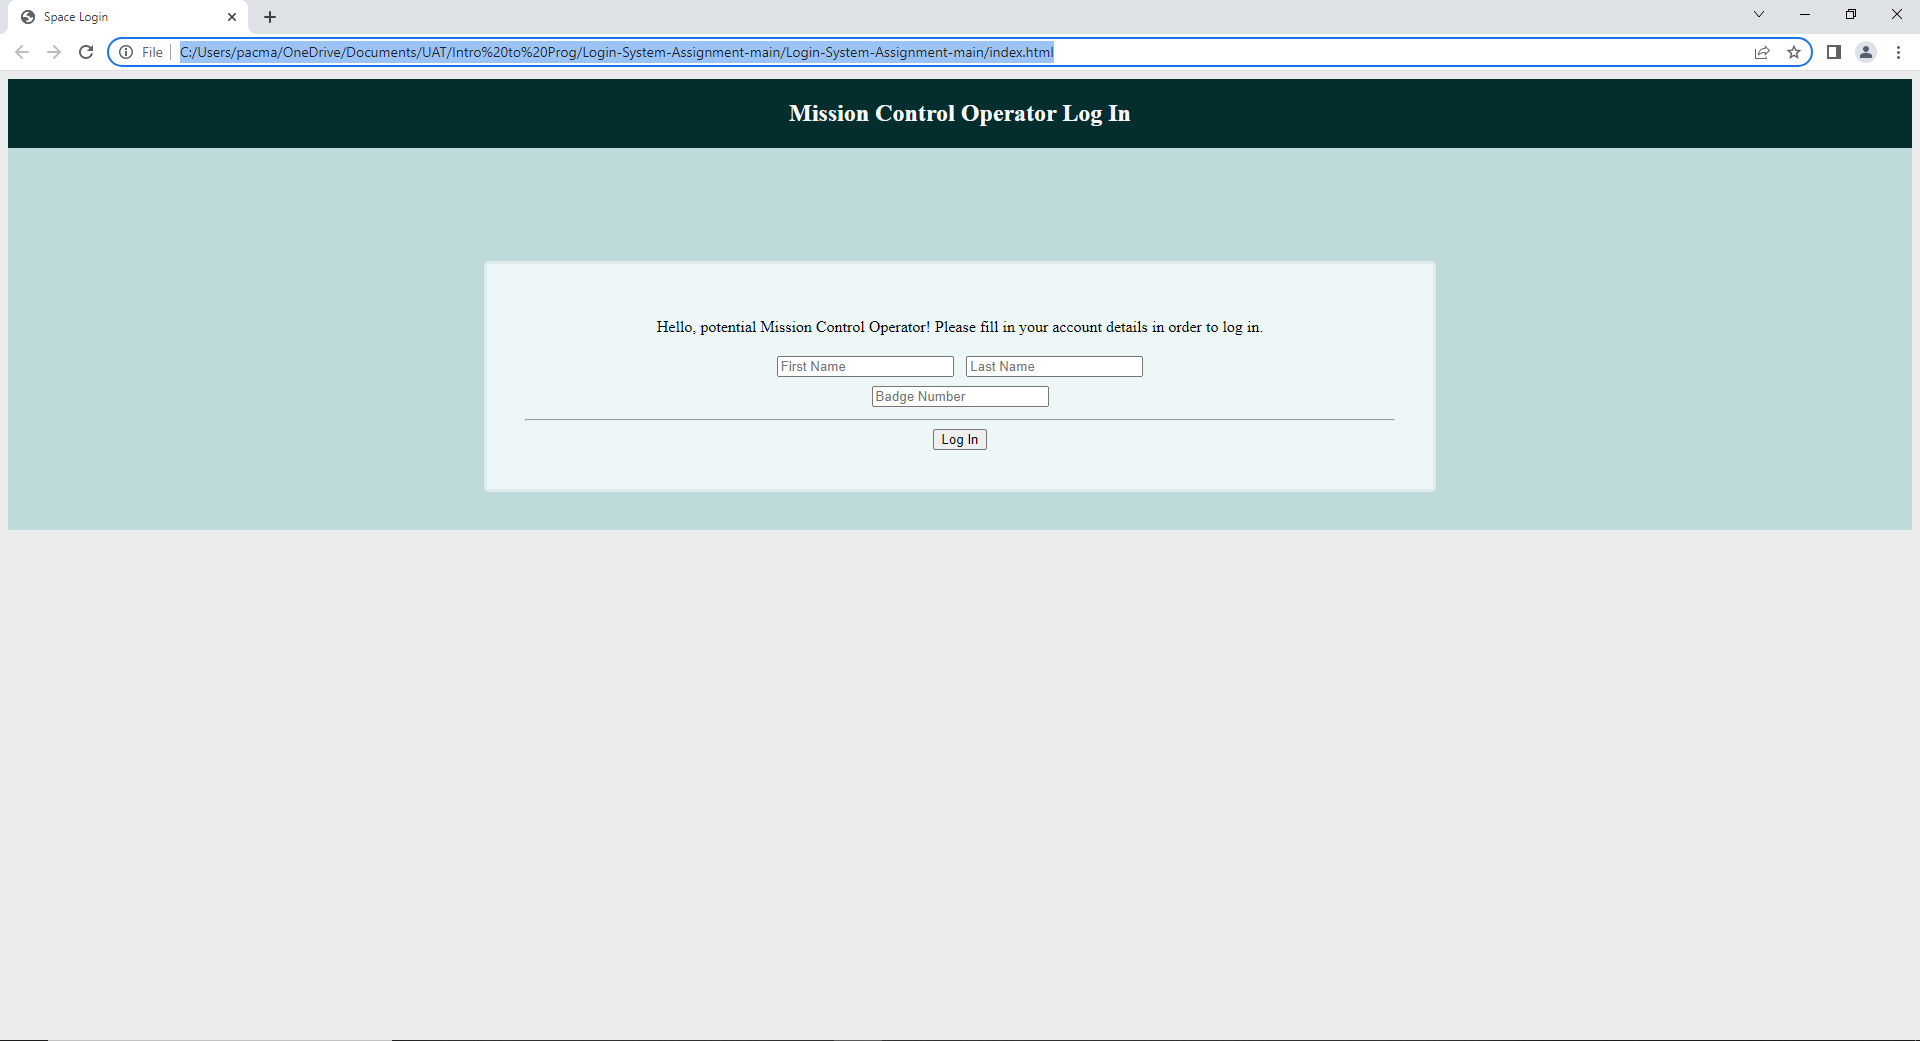 Space Login
File C:/Users/pacma/OneDrive/Documents/UAT/Intro%20to%20Prog/Login-System-Assignment-main/Login-System-Assignment-main/index.html
Mission Control Operator Log In
Hello, potential Mission Control Operator! Please fill in your account details in order to log in.
First Name Last Name
Badge Number
Log In